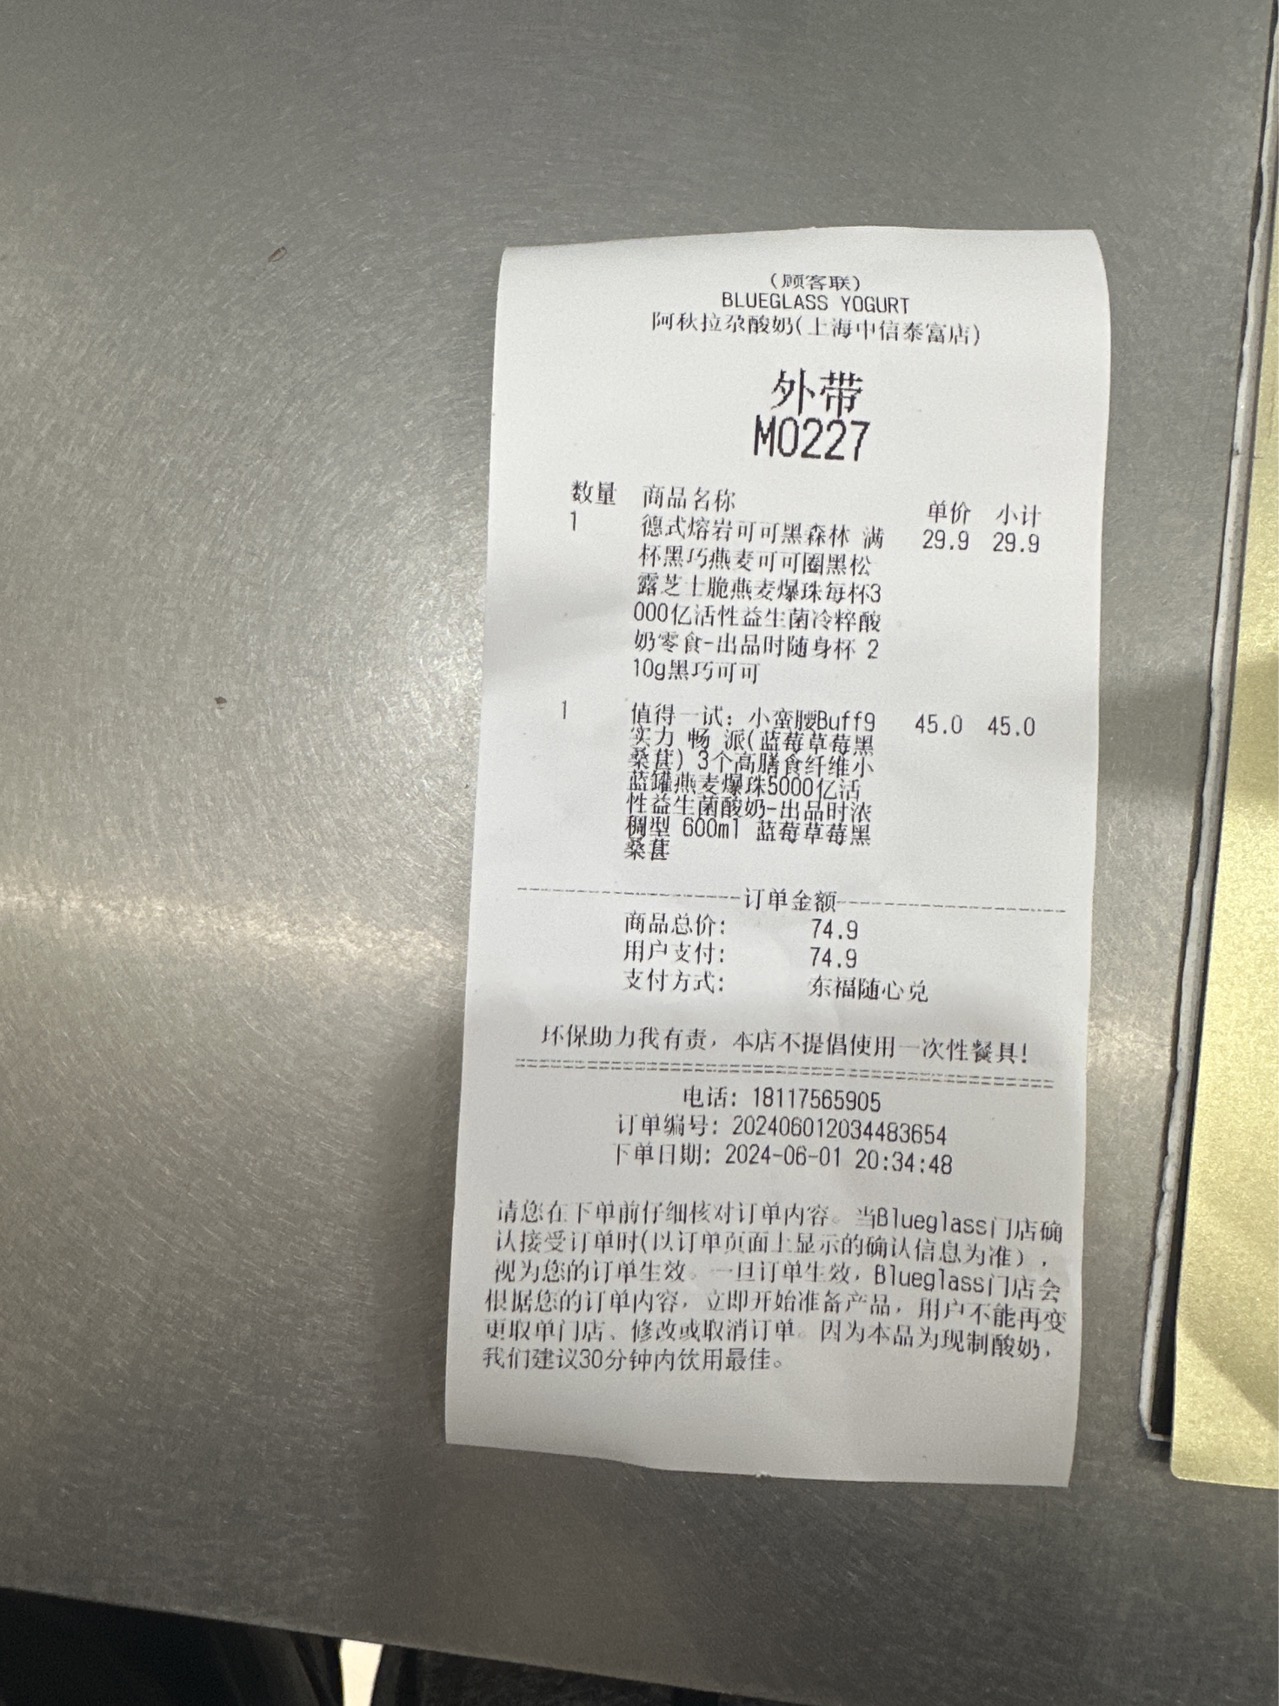 (顾客联)
BLUEGLASS YOGURT
阿秋拉尕酸奶(上海中信泰富店)
外带
M0227
数量 商品名称 单价 小计
1 德式熔岩可可黑森林 满 29.9 29.9
杯黑巧燕麦可可圈黑松
露芝士脆燕麦爆珠每杯3
000亿活性益生菌冷粹酸
奶零食-出品时随身杯 2
10g黑巧可可
1 值得一试：小蛮腰Buff9 45.0 45.0
实力 畅 派(蓝莓草莓黑
桑葚) 3个高膳食纤维小
蓝罐燕麦爆珠5000亿活
性益生菌酸奶-出品时浓
稠型 600ml 蓝莓草莓黑
桑葚
订单金额
商品总价: 74.9
用户支付: 74.9
支付方式: 东福随心兑
环保助力我有责，本店不提倡使用一次性餐具!
电话: 18117565905
订单编号: 202406012034483654
下单日期: 2024-06-01 20:34:48
请您在下单前仔细核对订单内容。当Blueglass门店确
认接受订单时(以订单页面上显示的确认信息为准)，
视为您的订单生效。一旦订单生效，Blueglass门店会
根据您的订单内容，立即开始准备产品，用户不能再变
更取单门店、修改或取消订单。因为本品为现制酸奶，
我们建议30分钟内饮用最佳。